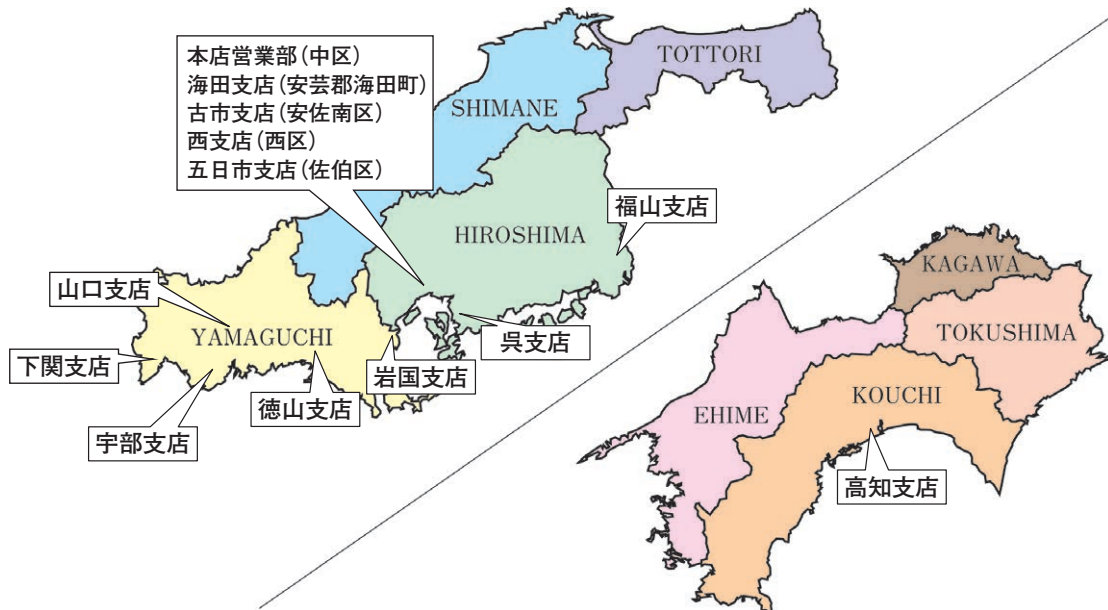 本店営業部(中区)
海田支店(安芸郡海田町)
古市支店(安佐南区)
西支店(西区)
五日市支店(佐伯区)
TOTTORI
SHIMANE
福山支店
HIROSHIMA
山口支店
YAMAGUCHI
呉支店
下関支店
岩国支店
徳山支店
宇部支店
KAGAWA
TOKUSHIMA
KOUCHI
EHIME
高知支店